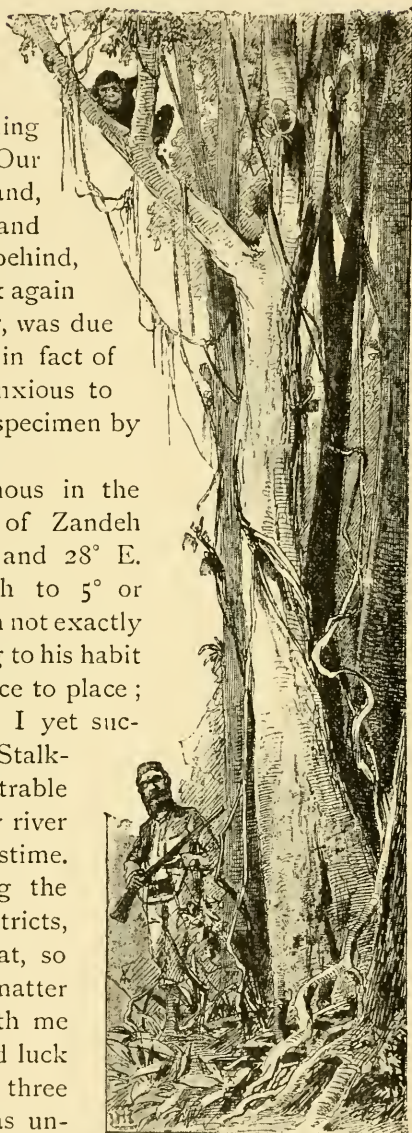 ing
Our
and,
and
behind,
again
, was due
in fact of
nxious to
specimen by
nous in the
of Zandeh
and 28° E.
h to 5° or
not exactly
g to his habit
ce to place ;
I yet suc-
Stalk-
trable
river
stime.
g the
tricts,
at, so
matter
th me
d luck
three
as un-